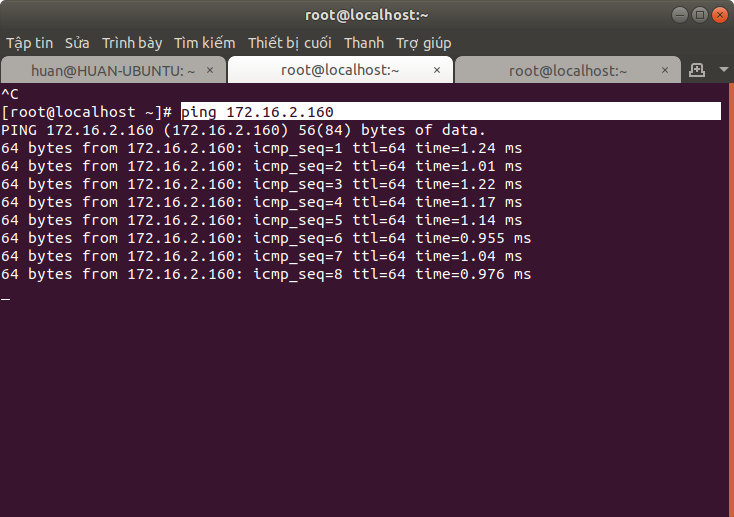 root@localhost:~
Tập tin Sửa Trình bày Tìm kiếm Thiết bị cuối Thanh Trợ giúp
huan@HUAN-UBUNTU: ~ × root@localhost:~ × root@localhost:~ ×
^C
[root@localhost ~]# ping 172.16.2.160
PING 172.16.2.160 (172.16.2.160) 56(84) bytes of data.
64 bytes from 172.16.2.160: icmp_seq=1 ttl=64 time=1.24 ms
64 bytes from 172.16.2.160: icmp_seq=2 ttl=64 time=1.01 ms
64 bytes from 172.16.2.160: icmp_seq=3 ttl=64 time=1.22 ms
64 bytes from 172.16.2.160: icmp_seq=4 ttl=64 time=1.17 ms
64 bytes from 172.16.2.160: icmp_seq=5 ttl=64 time=1.14 ms
64 bytes from 172.16.2.160: icmp_seq=6 ttl=64 time=0.955 ms
64 bytes from 172.16.2.160: icmp_seq=7 ttl=64 time=1.04 ms
64 bytes from 172.16.2.160: icmp_seq=8 ttl=64 time=0.976 ms